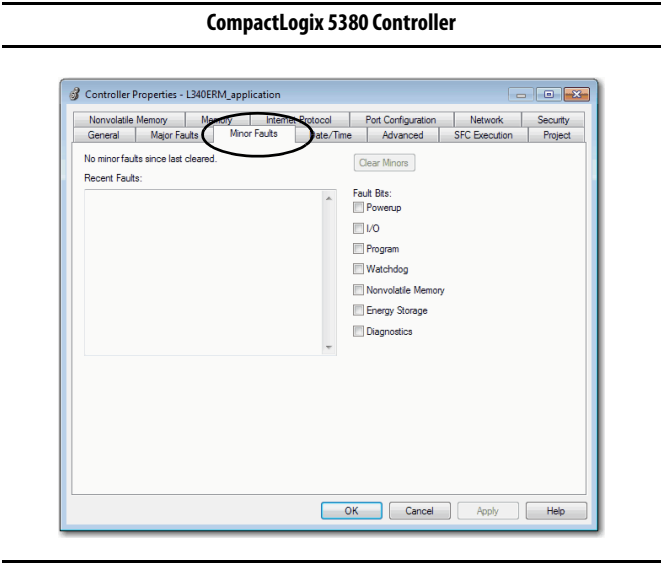 CompactLogix 5380 Controller
Controller Properties - L340ERM_application
Nonvolatile Memory Memory Internet Protocol Port Configuration Network Security
General Major Faults Minor Faults Date/Time Advanced SFC Execution Project
No minor faults since last cleared.
Clear Minors
Recent Faults:
Fault Bits:
Powerup
I/O
Program
Watchdog
Nonvolatile Memory
Energy Storage
Diagnostics
OK Cancel Apply Help